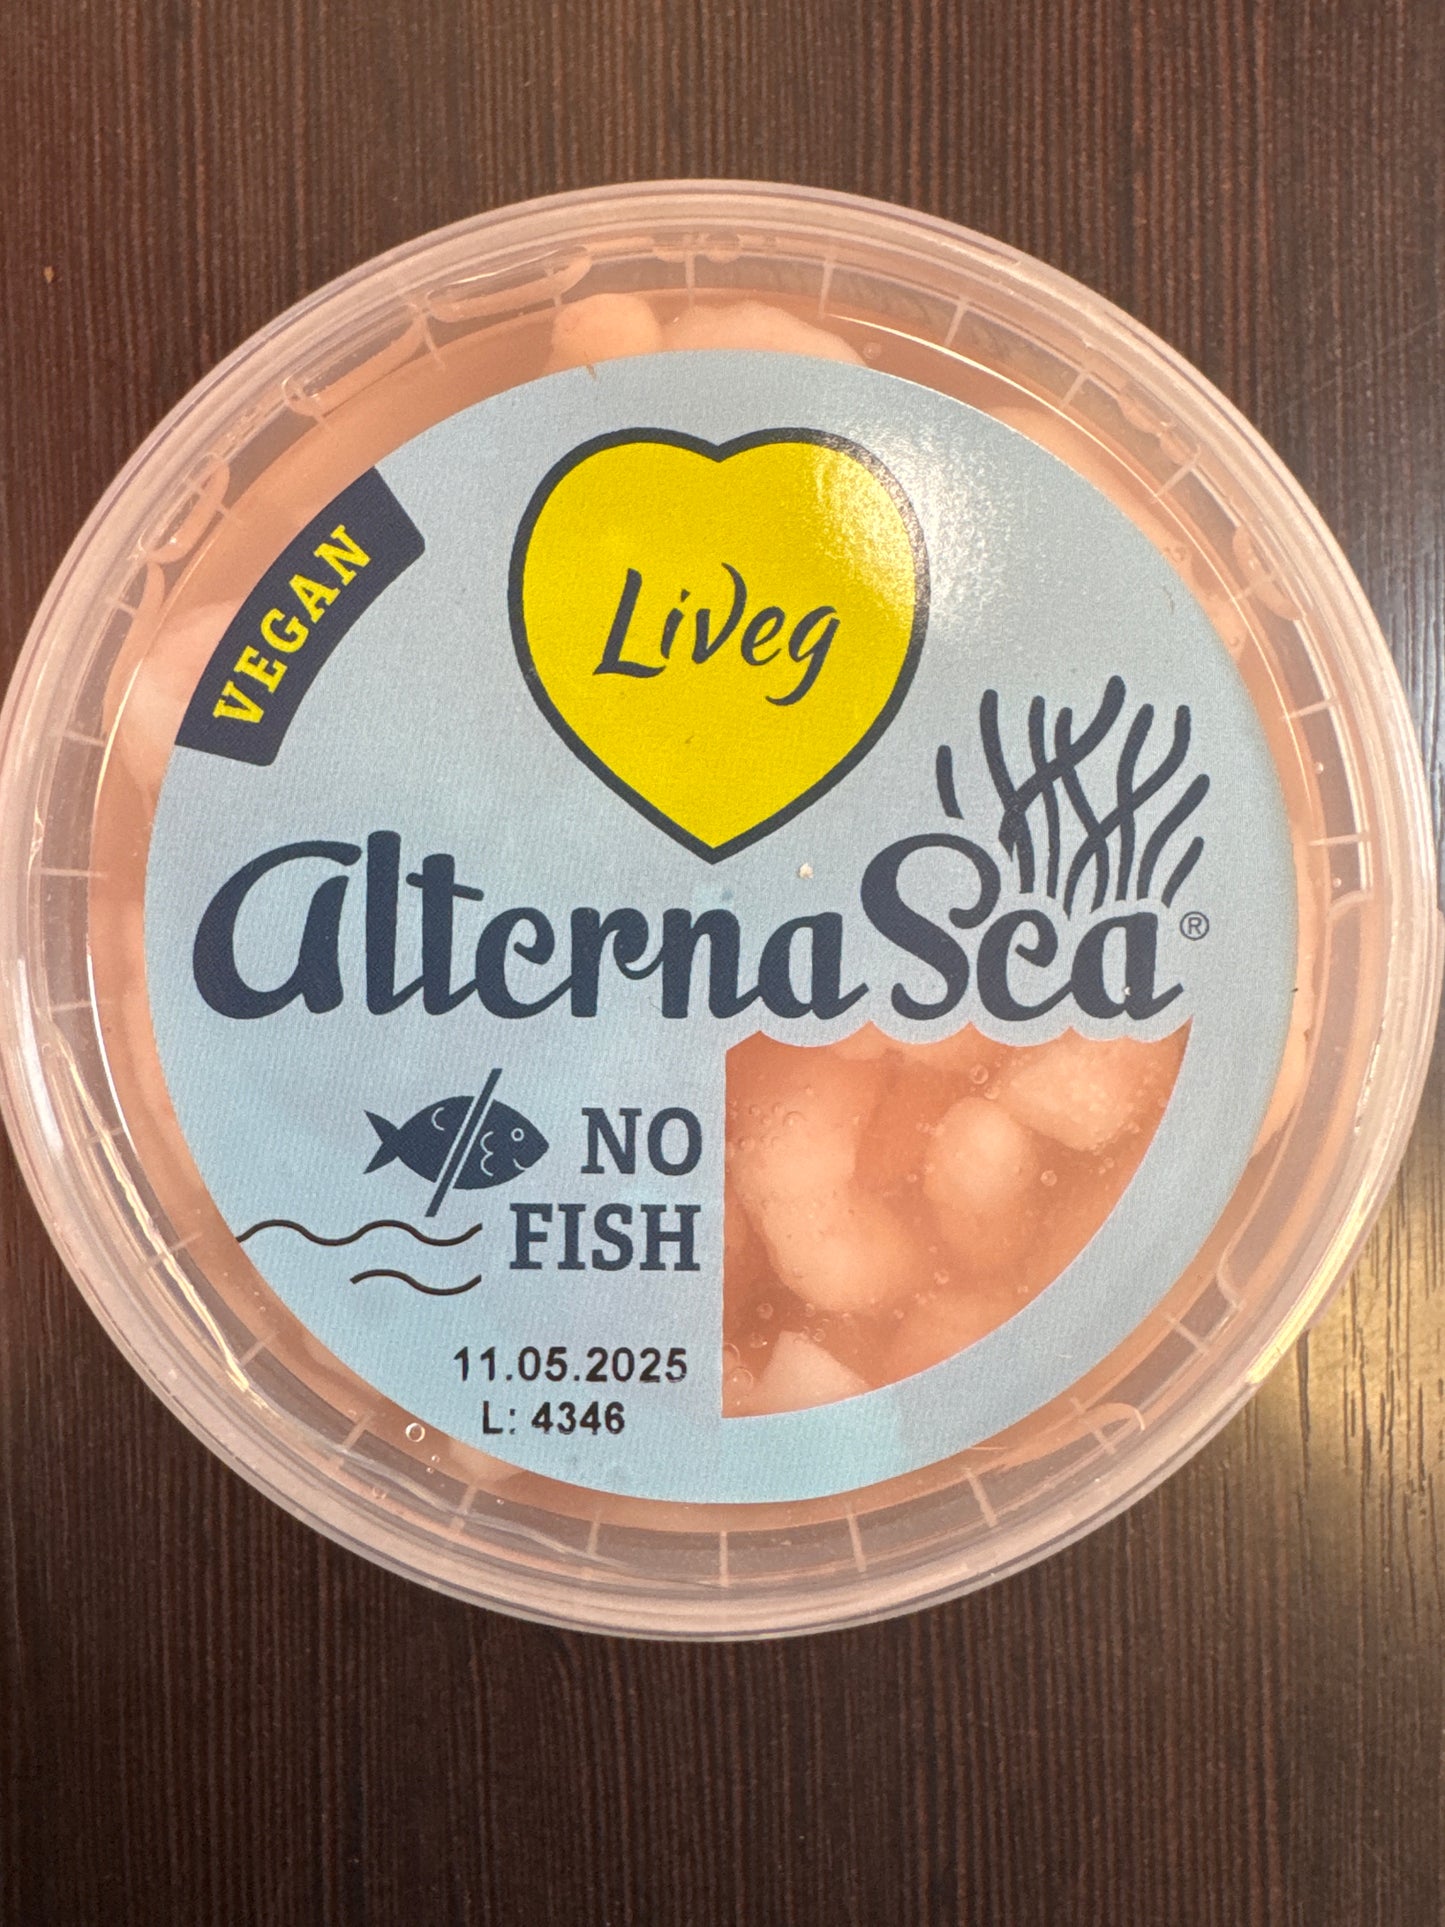 Liveg
VEGAN
alternaSea®
NO
FISH
11.05.2025
L: 4346